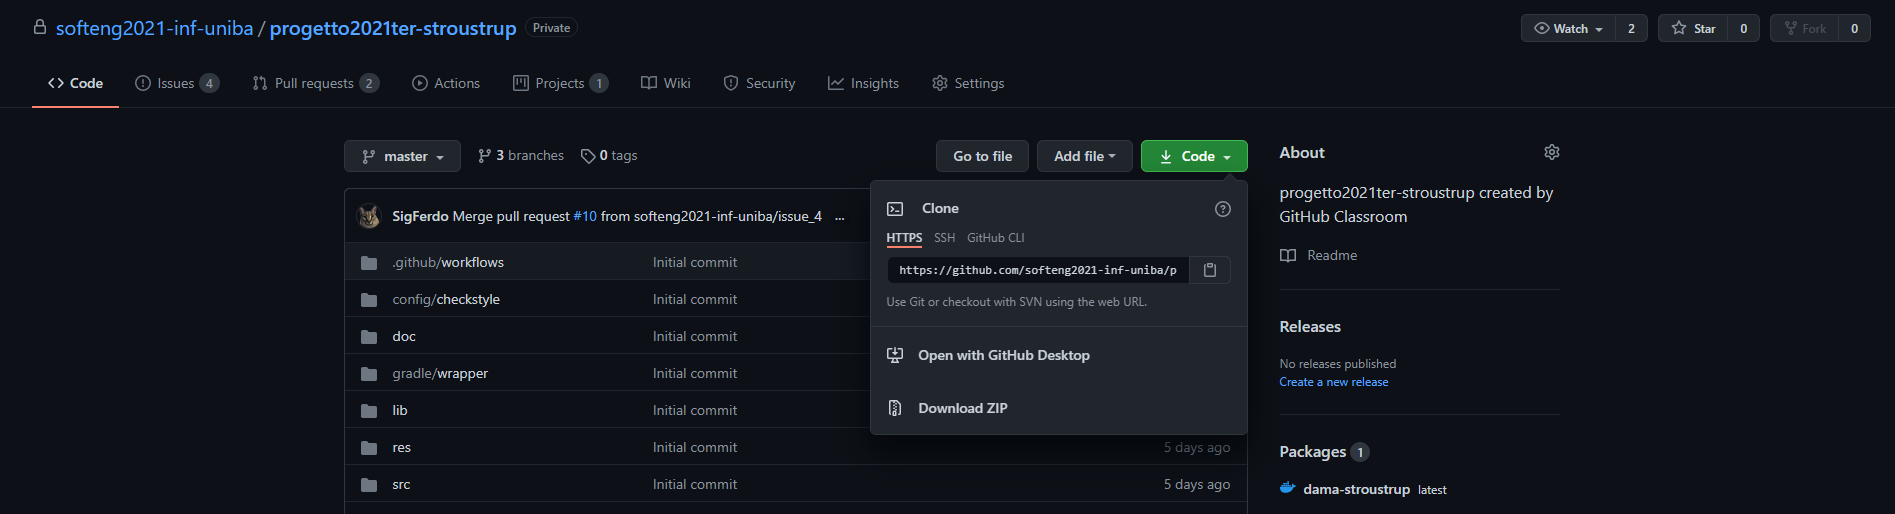 softeng2021-inf-uniba / progetto2021ter-stroustrup Private
Watch 2 Star 0 Fork 0
Code Issues 4 Pull requests 2 Actions Projects 1 Wiki Security Insights Settings
master 3 branches 0 tags Go to file Add file Code
SigFerdo Merge pull request #10 from softeng2021-inf-uniba/issue_4 ...
.github/workflows Initial commit
config/checkstyle Initial commit
doc Initial commit
gradle/wrapper Initial commit
lib Initial commit
res Initial commit 5 days ago
src Initial commit 5 days ago
Clone
HTTPS SSH GitHub CLI
https://github.com/softeng2021-inf-uniba/p
Use Git or checkout with SVN using the web URL.
Open with GitHub Desktop
Download ZIP
About
progetto2021ter-stroustrup created by
GitHub Classroom
Readme
Releases
No releases published
Create a new release
Packages 1
dama-stroustrup latest